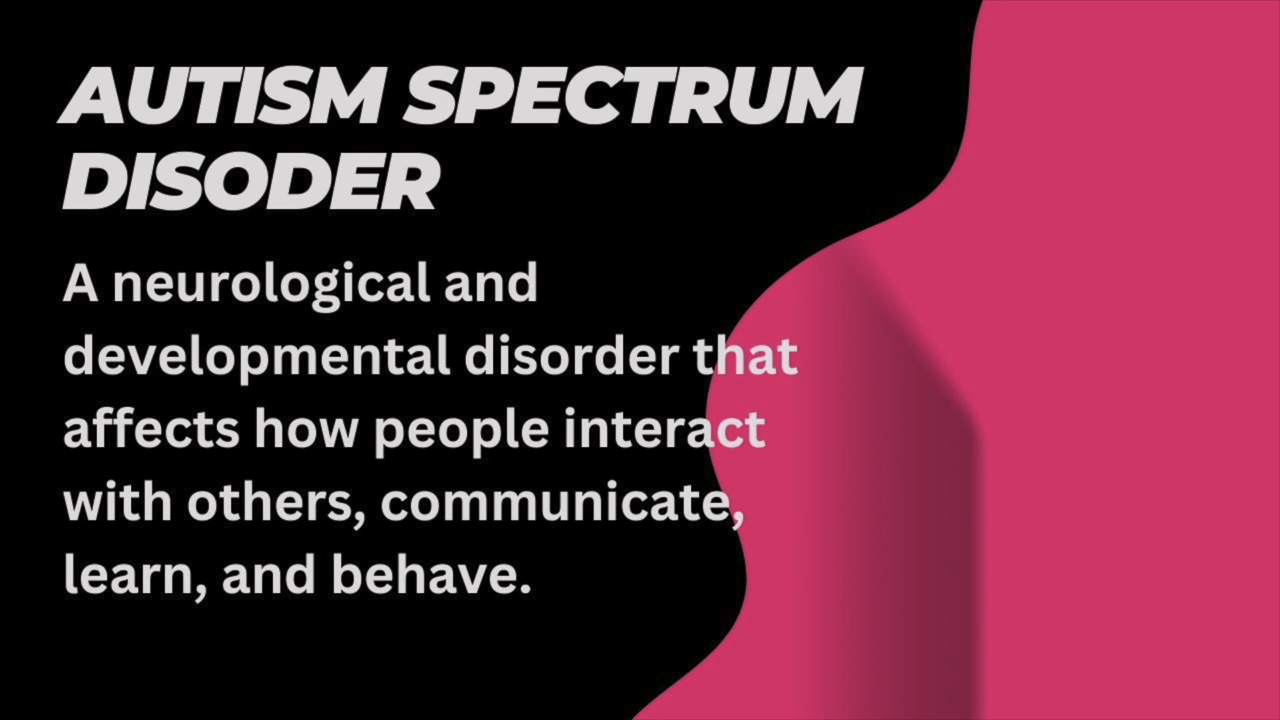 AUTISM SPECTRUM
DISODER
A neurological and
developmental disorder that
affects how people interact
with others, communicate,
learn, and behave.